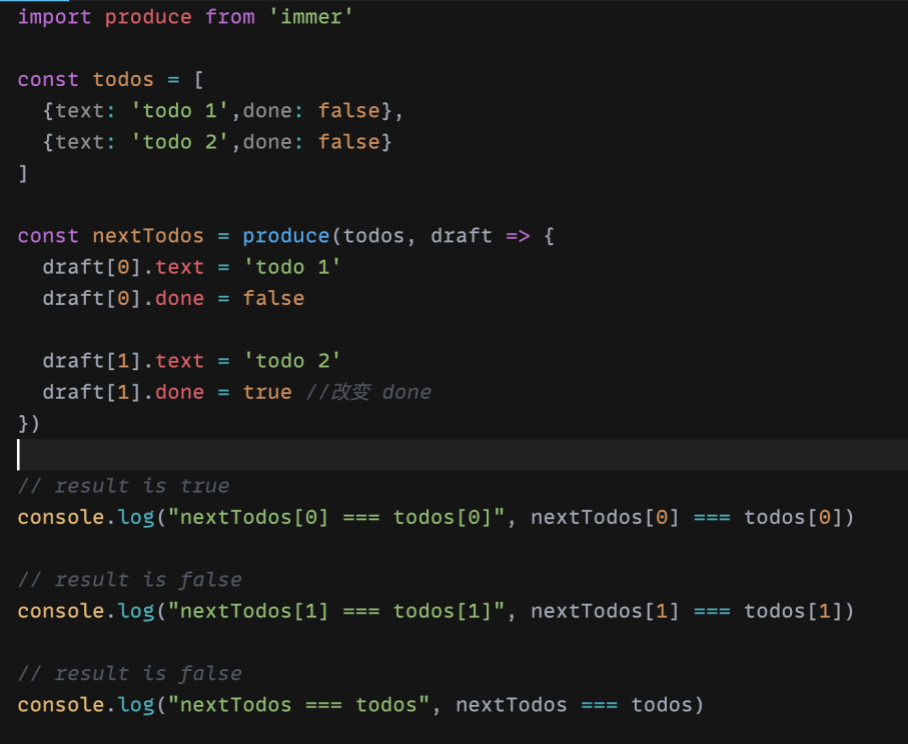 import produce from 'immer'
const todos = [
{text: 'todo 1',done: false},
{text: 'todo 2',done: false}
]
const nextTodos = produce(todos, draft => {
draft[0].text = 'todo 1'
draft[0].done = false
draft[1].text = 'todo 2'
draft[1].done = true //改变 done
})
// result is true
console.log("nextTodos[0] === todos[0]", nextTodos[0] === todos[0])
// result is false
console.log("nextTodos[1] === todos[1]", nextTodos[1] === todos[1])
// result is false
console.log("nextTodos === todos", nextTodos === todos)